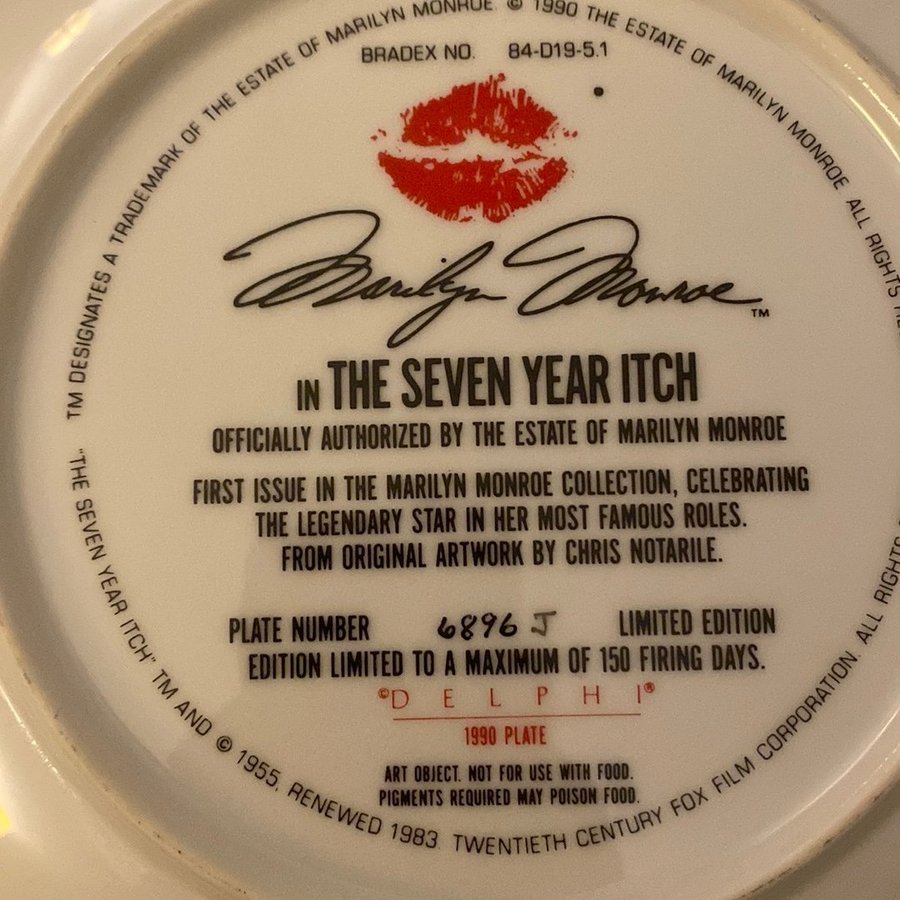 TM DESIGNATES A TRADEMARK OF THE ESTATE OF MARILYN MONROE. © 1990 THE ESTATE OF MARILYN MONROE ALL RIGHTS
BRADEX NO. 84-D19-5.1
Marilyn Monroe TM
IN THE SEVEN YEAR ITCH
OFFICIALLY AUTHORIZED BY THE ESTATE OF MARILYN MONROE
FIRST ISSUE IN THE MARILYN MONROE COLLECTION, CELEBRATING
THE LEGENDARY STAR IN HER MOST FAMOUS ROLES.
FROM ORIGINAL ARTWORK BY CHRIS NOTARILE.
PLATE NUMBER 6896 J LIMITED EDITION
EDITION LIMITED TO A MAXIMUM OF 150 FIRING DAYS.
©DELPHI®
1990 PLATE
ART OBJECT. NOT FOR USE WITH FOOD.
PIGMENTS REQUIRED MAY POISON FOOD.
"THE SEVEN YEAR ITCH" TM AND © 1955, RENEWED 1983 TWENTIETH CENTURY FOX FILM CORPORATION. ALL RIGHTS